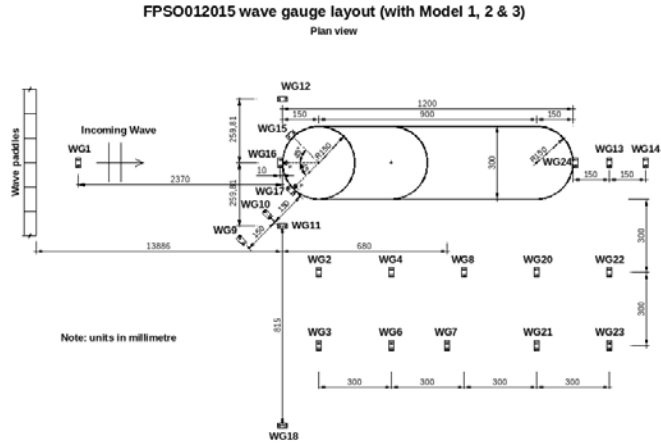 FPSO012015 wave gauge layout (with Model 1, 2 & 3)
Plan view
WG12
1200
150
900
150
259,81
Incoming Wave
WG15
R150
R150
Wave paddles
WG1
WG16
300
WG24
WG13
WG14
10
150
150
2370
WG17
259,81
WG10
150
150
WG9
WG11
13886
680
300
WG2
WG4
WG8
WG20
WG22
815
300
Note: units in millimetre
WG3
WG6
WG7
WG21
WG23
300
300
300
300
WG18